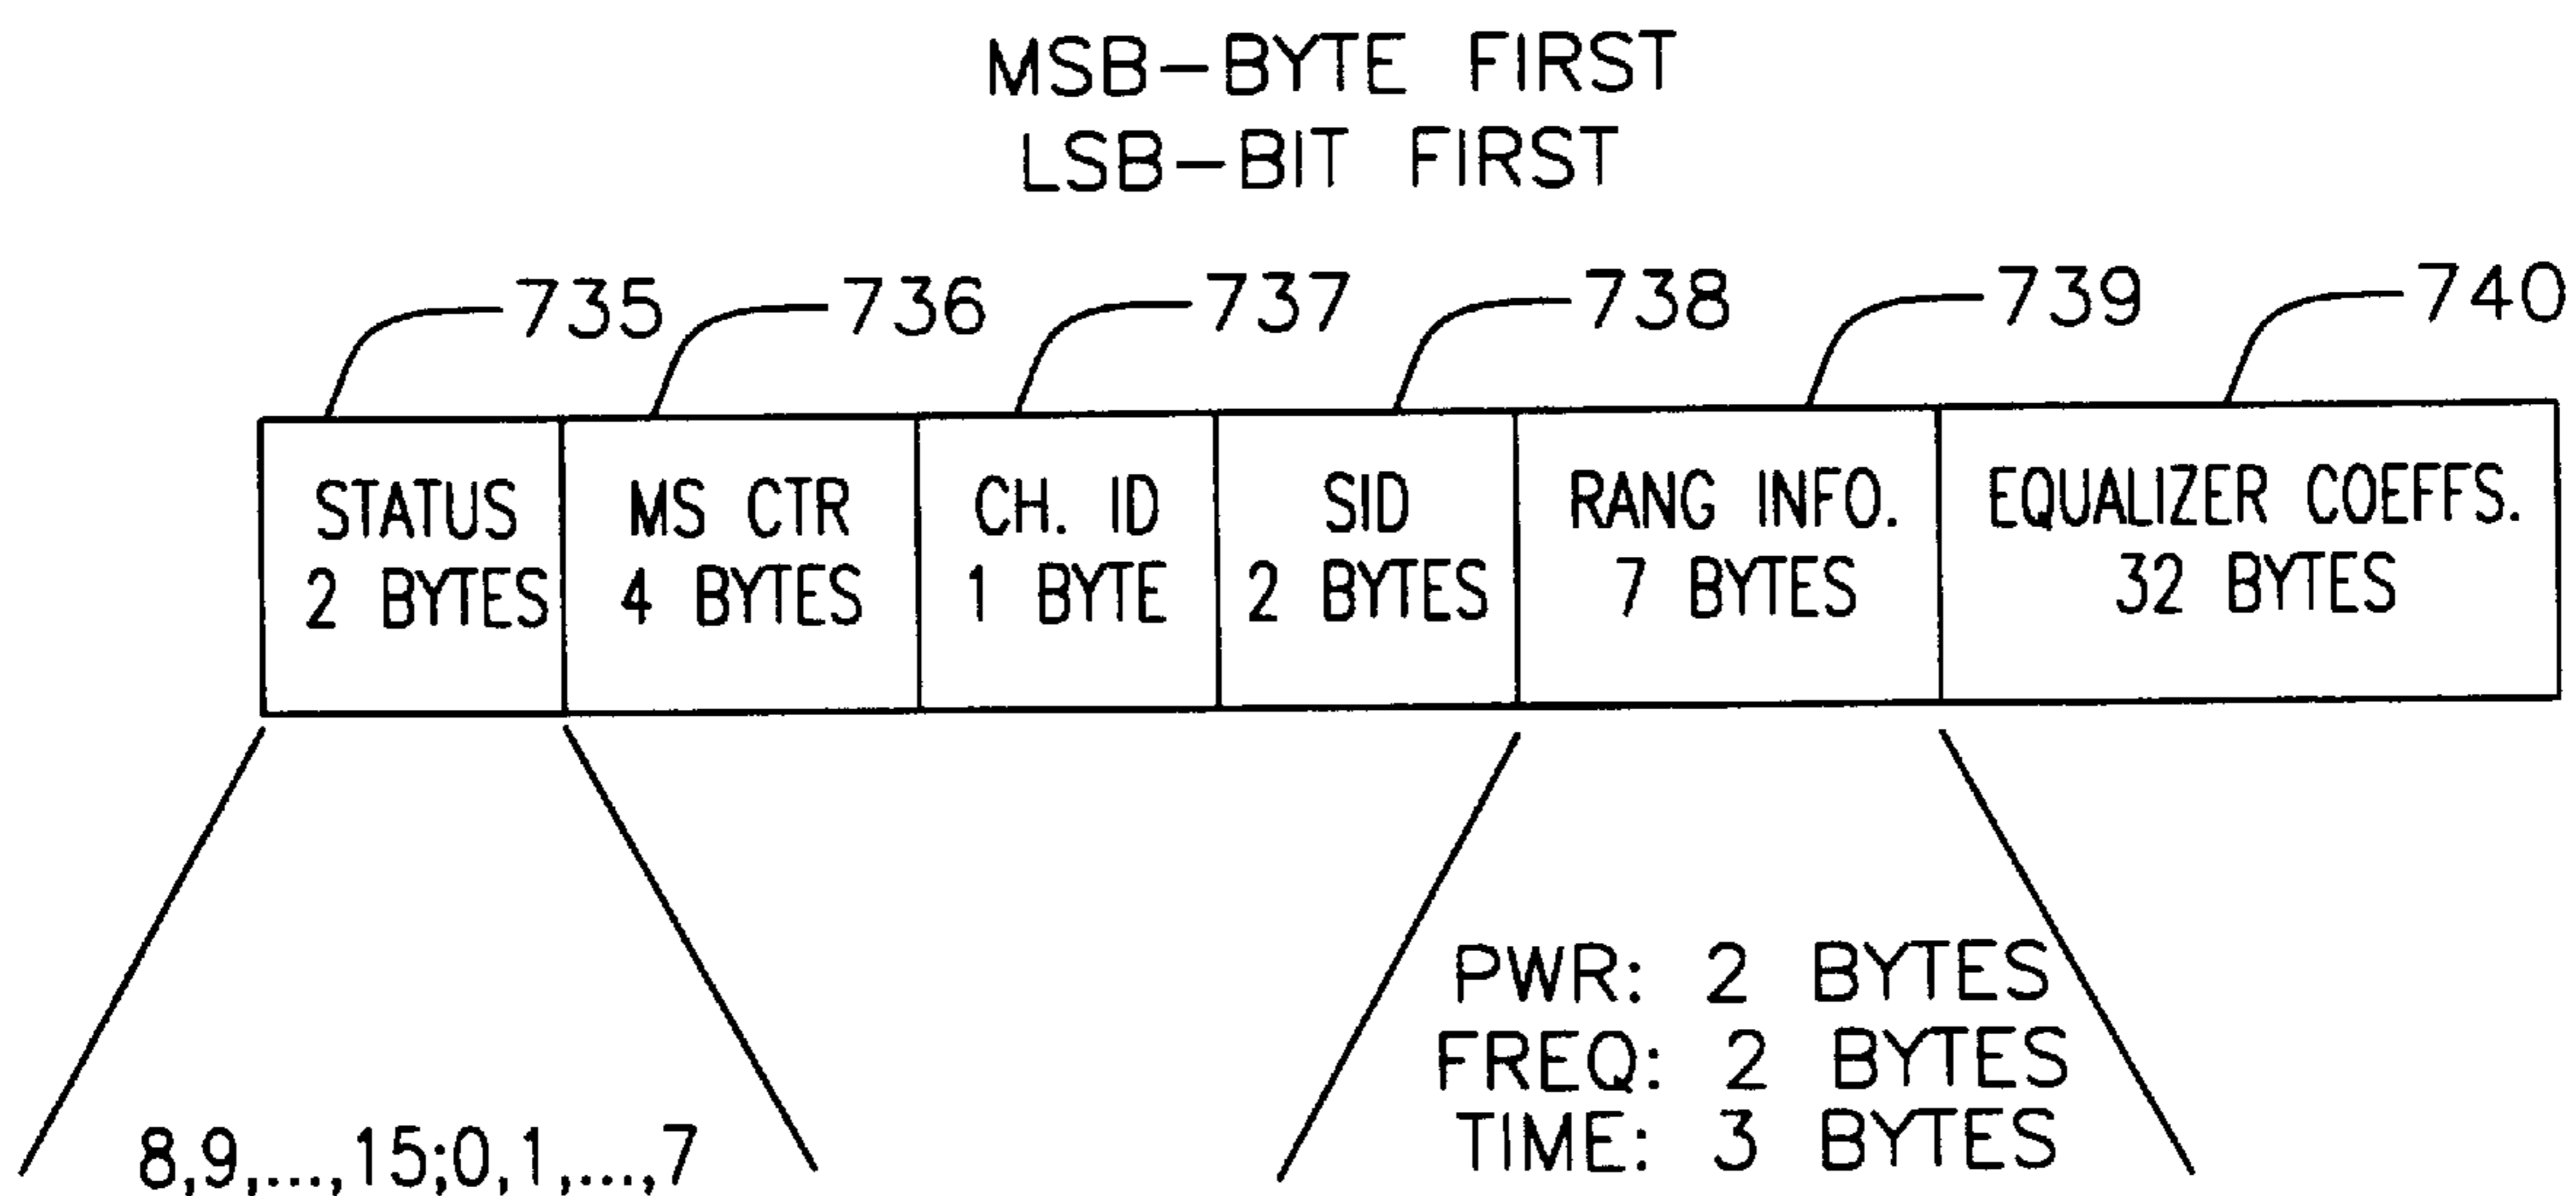 MSB-BYTE FIRST
LSB-BIT FIRST
735 736 737 738 739 740
STATUS MS CTR CH. ID SID RANG INFO. EQUALIZER COEFFS.
2 BYTES 4 BYTES 1 BYTE 2 BYTES 7 BYTES 32 BYTES
PWR: 2 BYTES
FREQ: 2 BYTES
8,9,...,15;0,1,...,7 TIME: 3 BYTES